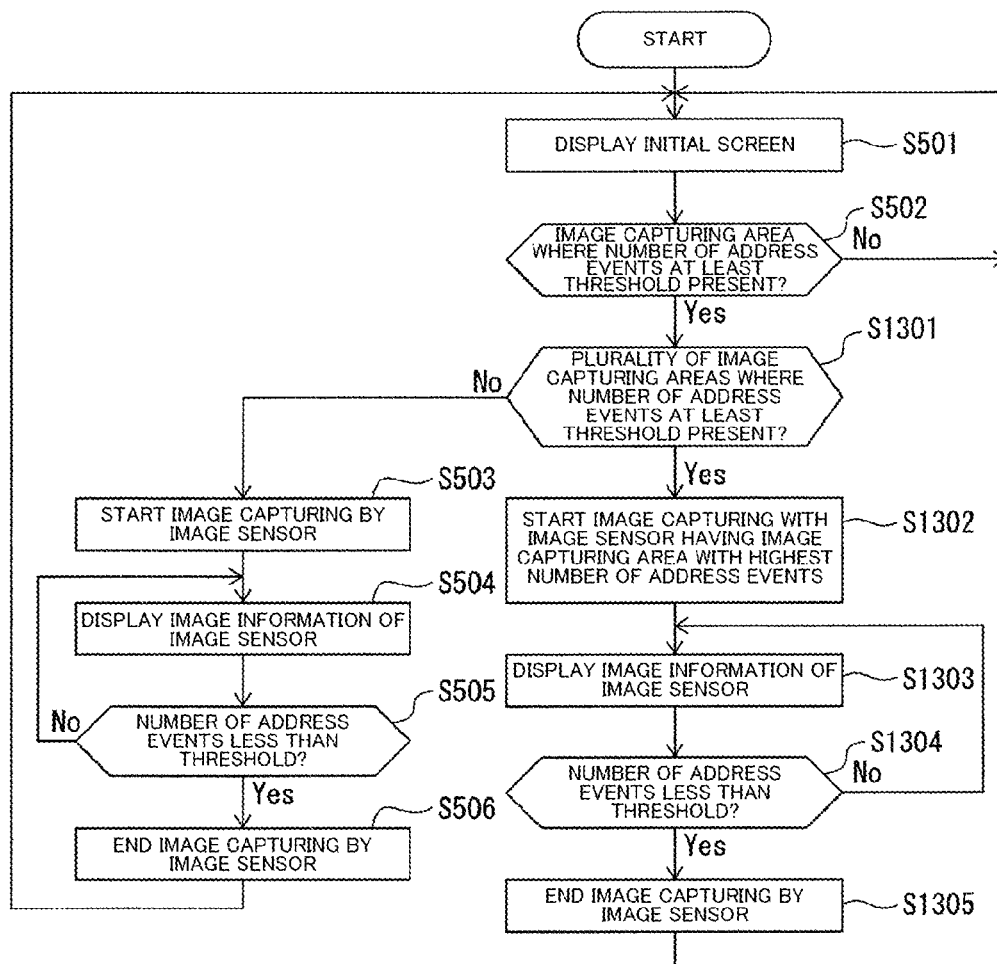 START
DISPLAY INITIAL SCREEN
S501
S502
IMAGE CAPTURING AREA
WHERE NUMBER OF ADDRESS
EVENTS AT LEAST
THRESHOLD PRESENT?
No
Yes
S1301
PLURALITY OF IMAGE
CAPTURING AREAS WHERE
NUMBER OF ADDRESS
EVENTS AT LEAST
THRESHOLD PRESENT?
No
Yes
S503
START IMAGE CAPTURING BY
IMAGE SENSOR
S504
DISPLAY IMAGE INFORMATION OF
IMAGE SENSOR
S505
NUMBER OF ADDRESS
EVENTS LESS THAN
THRESHOLD?
No
Yes
S506
END IMAGE CAPTURING BY
IMAGE SENSOR
S1302
START IMAGE CAPTURING WITH
IMAGE SENSOR HAVING IMAGE
CAPTURING AREA WITH HIGHEST
NUMBER OF ADDRESS EVENTS
DISPLAY IMAGE INFORMATION OF
IMAGE SENSOR
S1303
S1304
NUMBER OF ADDRESS
EVENTS LESS THAN
THRESHOLD?
No
Yes
END IMAGE CAPTURING BY
IMAGE SENSOR
S1305